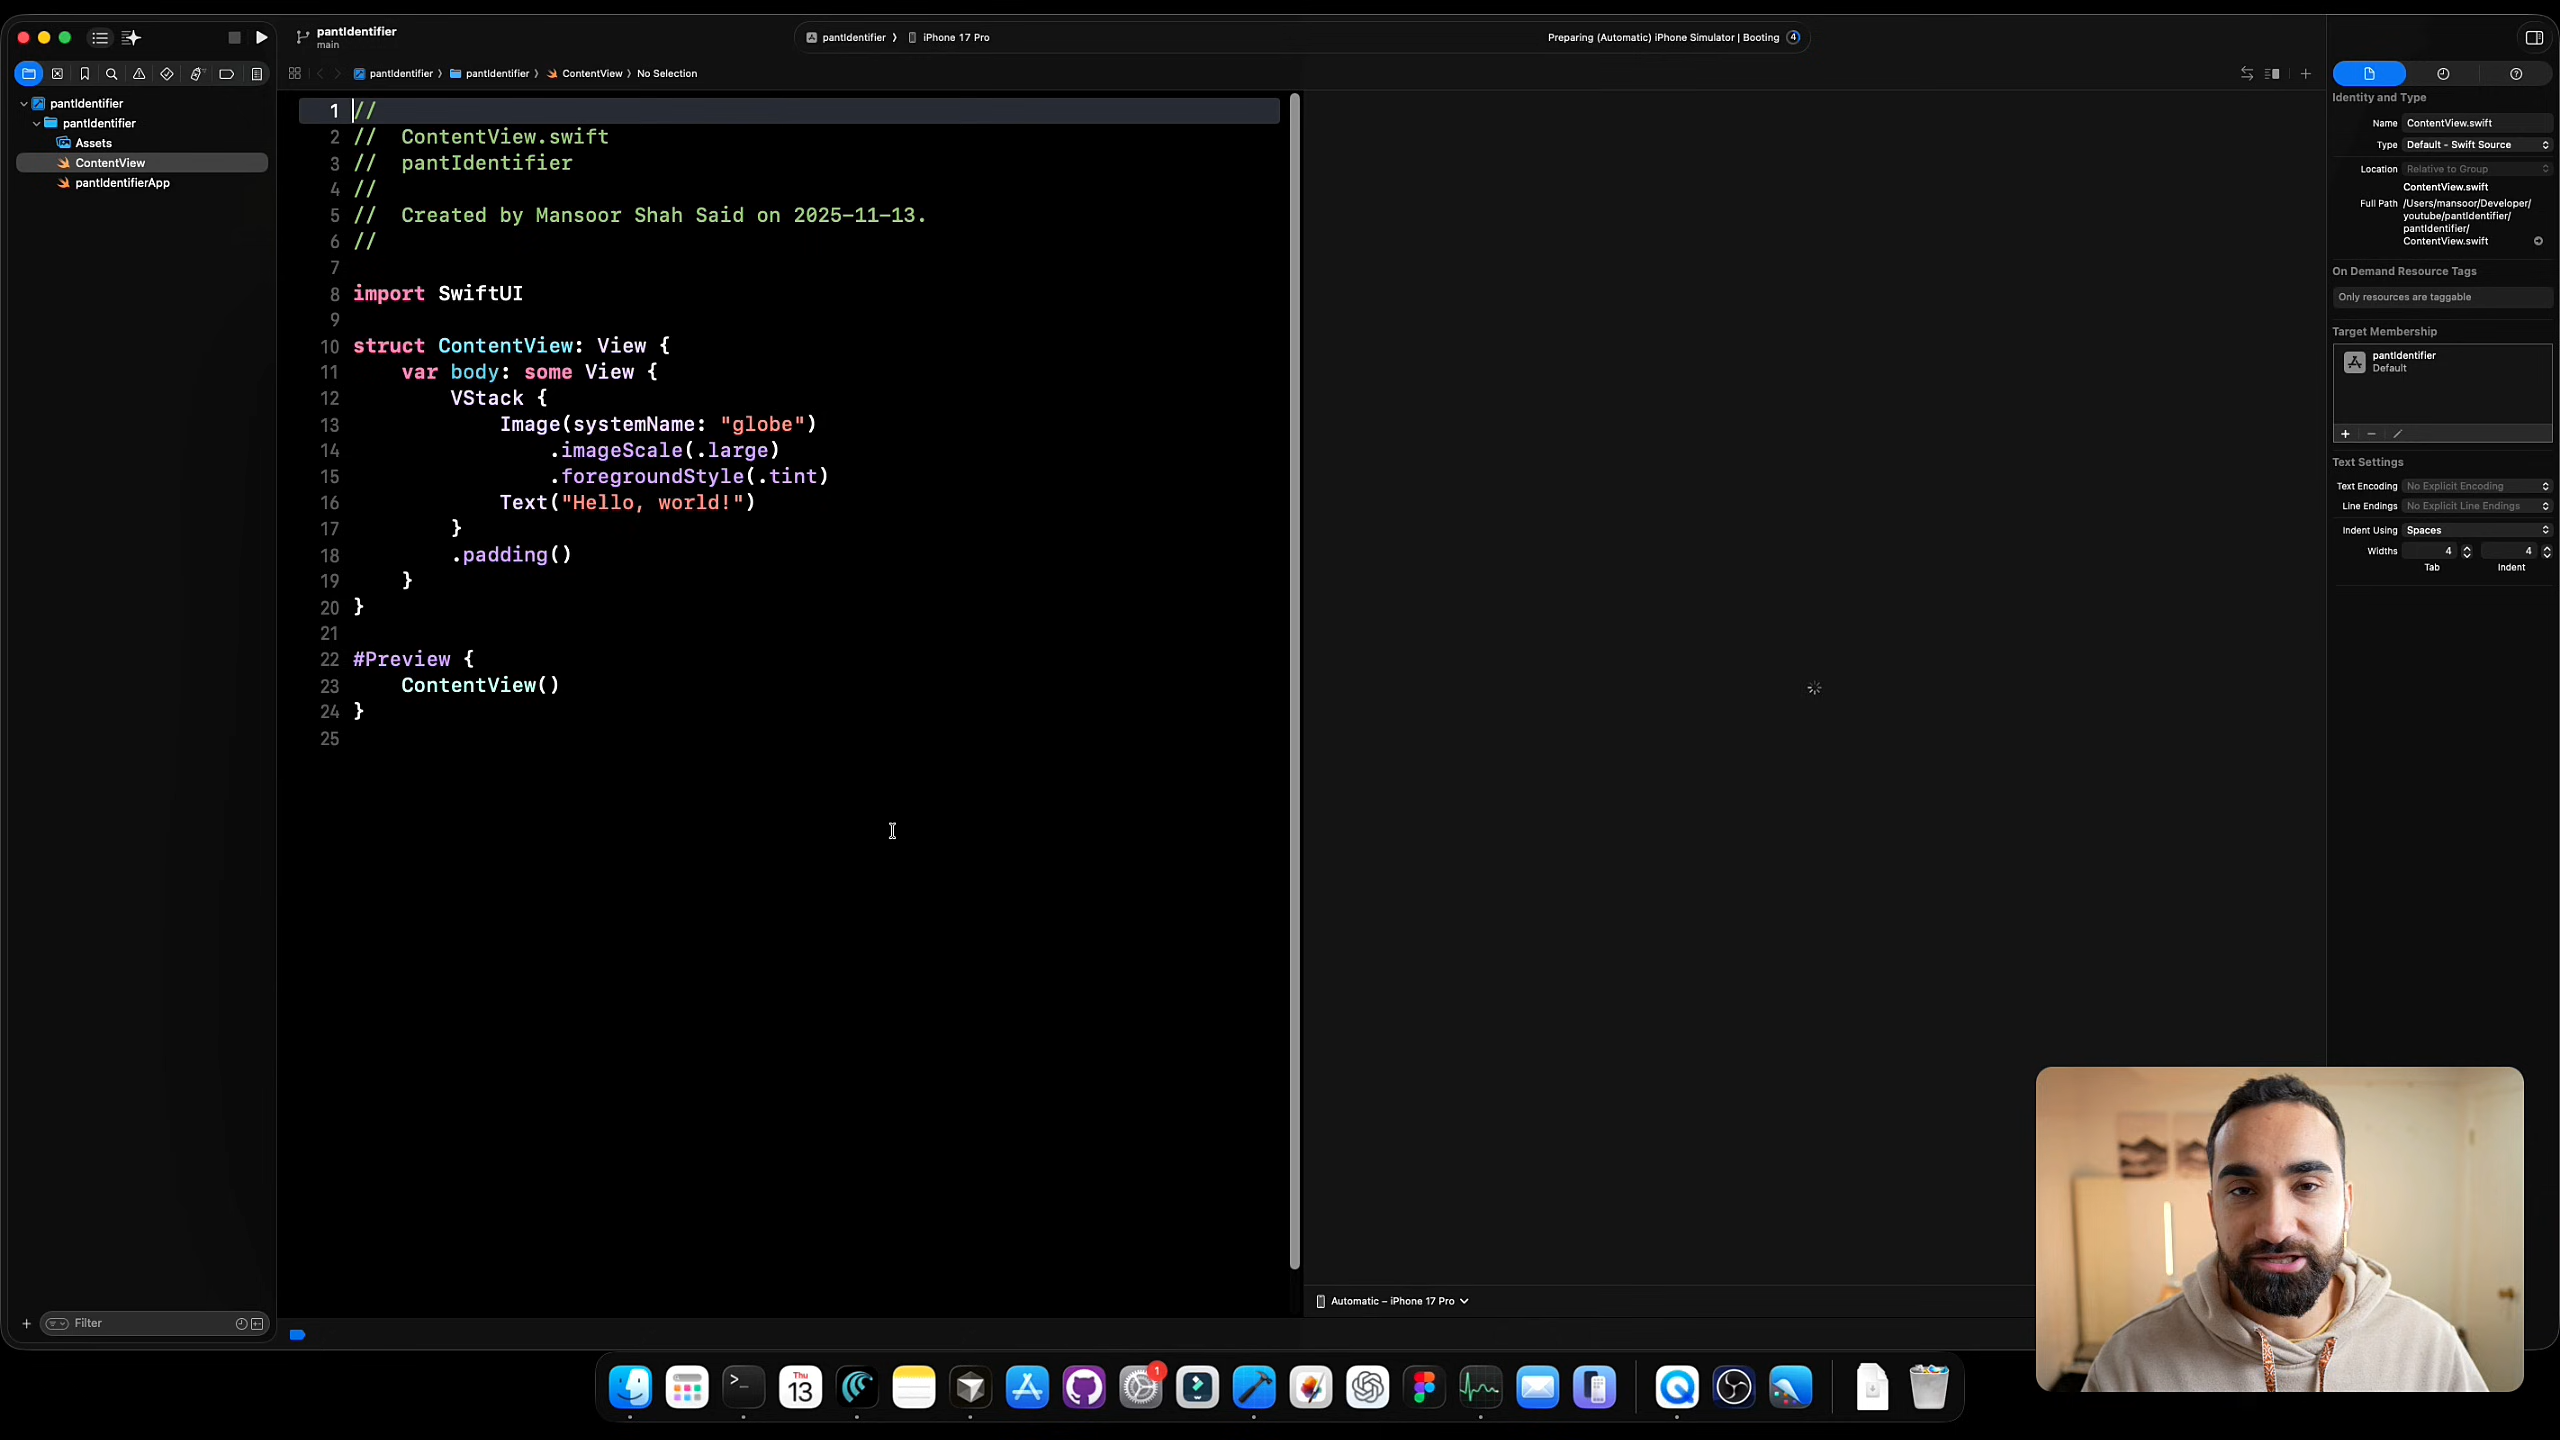 pantIdentifier
main
pantIdentifier
iPhone 17 Pro
Preparing (Automatic) iPhone Simulator | Booting
4
pantIdentifier
pantIdentifier
ContentView
No Selection
pantIdentifier
pantIdentifier
Assets
ContentView
pantIdentifierApp
1 //
2 //  ContentView.swift
3 //  pantIdentifier
4 //
5 //  Created by Mansoor Shah Said on 2025-11-13.
6 //
7
8 import SwiftUI
9
10 struct ContentView: View {
11     var body: some View {
12         VStack {
13             Image(systemName: "globe")
14                 .imageScale(.large)
15                 .foregroundStyle(.tint)
16             Text("Hello, world!")
17         }
18         .padding()
19     }
20 }
21
22 #Preview {
23     ContentView()
24 }
25
Identity and Type
Name ContentView.swift
Type Default - Swift Source
Location Relative to Group
ContentView.swift
Full Path /Users/mansoor/Developer/
youtube/pantIdentifier/
pantIdentifier/
ContentView.swift
On Demand Resource Tags
Only resources are taggable
Target Membership
pantIdentifier
Default
Text Settings
Text Encoding No Explicit Encoding
Line Endings No Explicit Line Endings
Indent Using Spaces
Widths 4 4
Tab Indent
Automatic – iPhone 17 Pro
Filter
Thu
13
1